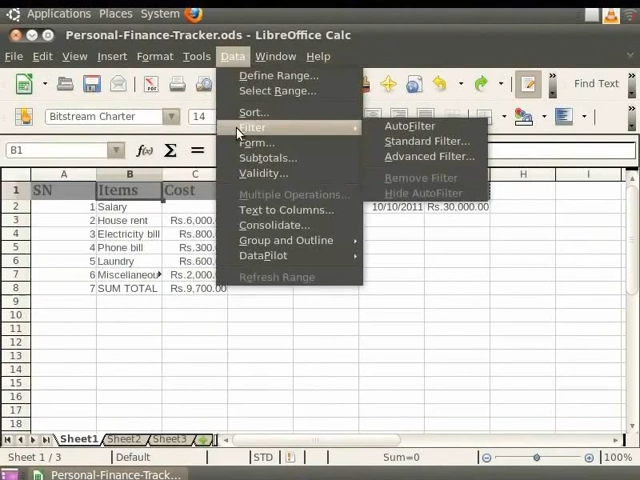 Applications Places System
Personal-Finance-Tracker.ods - LibreOffice Calc
File Edit View Insert Format Tools Data Window Help
Find Text
Bitstream Charter 14
B1
Define Range...
Select Range...
Sort...
Filter
Form...
Subtotals...
Validity...
Multiple Operations...
Text to Columns...
Consolidate...
Group and Outline
DataPilot
Refresh Range
AutoFilter
Standard Filter...
Advanced Filter...
Remove Filter
Hide AutoFilter
A B C H I
1 SN Items Cost
2 1 Salary 10/10/2011 Rs.30,000.00
3 2 House rent Rs.6,000.00
4 3 Electricity bill Rs.800.00
5 4 Phone bill Rs.300.00
6 5 Laundry Rs.600.00
7 6 Miscellaneou Rs.2,000.00
8 7 SUM TOTAL Rs.9,700.00
9
10
11
12
13
14
15
16
17
18
Sheet1 Sheet2 Sheet3
Sheet 1 / 3 Default STD Sum=0 100%
Personal-Finance-Track...